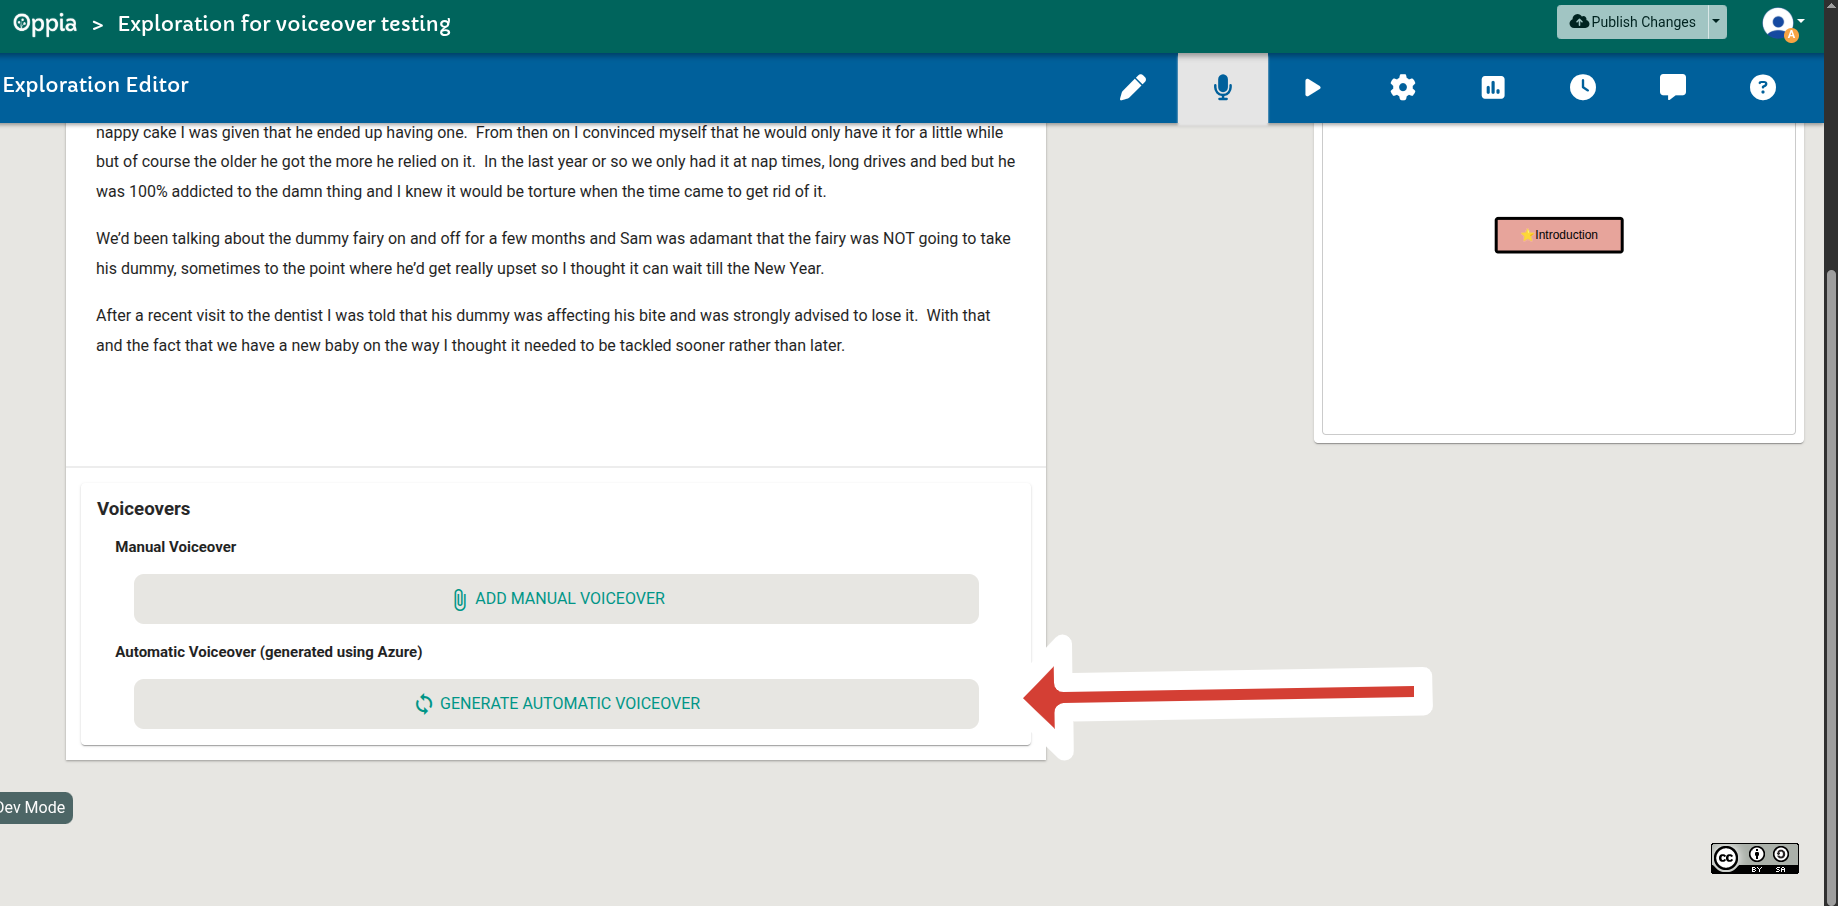 Oppia > Exploration for voiceover testing
Publish Changes
A
Exploration Editor
?
nappy cake I was given that he ended up having one.  From then on I convinced myself that he would only have it for a little while
but of course the older he got the more he relied on it.  In the last year or so we only had it at nap times, long drives and bed but he
was 100% addicted to the damn thing and I knew it would be torture when the time came to get rid of it.
We’d been talking about the dummy fairy on and off for a few months and Sam was adamant that the fairy was NOT going to take
his dummy, sometimes to the point where he’d get really upset so I thought it can wait till the New Year.
After a recent visit to the dentist I was told that his dummy was affecting his bite and was strongly advised to lose it.  With that
and the fact that we have a new baby on the way I thought it needed to be tackled sooner rather than later.
Introduction
Voiceovers
Manual Voiceover
ADD MANUAL VOICEOVER
Automatic Voiceover (generated using Azure)
GENERATE AUTOMATIC VOICEOVER
Dev Mode
cc
BY SA